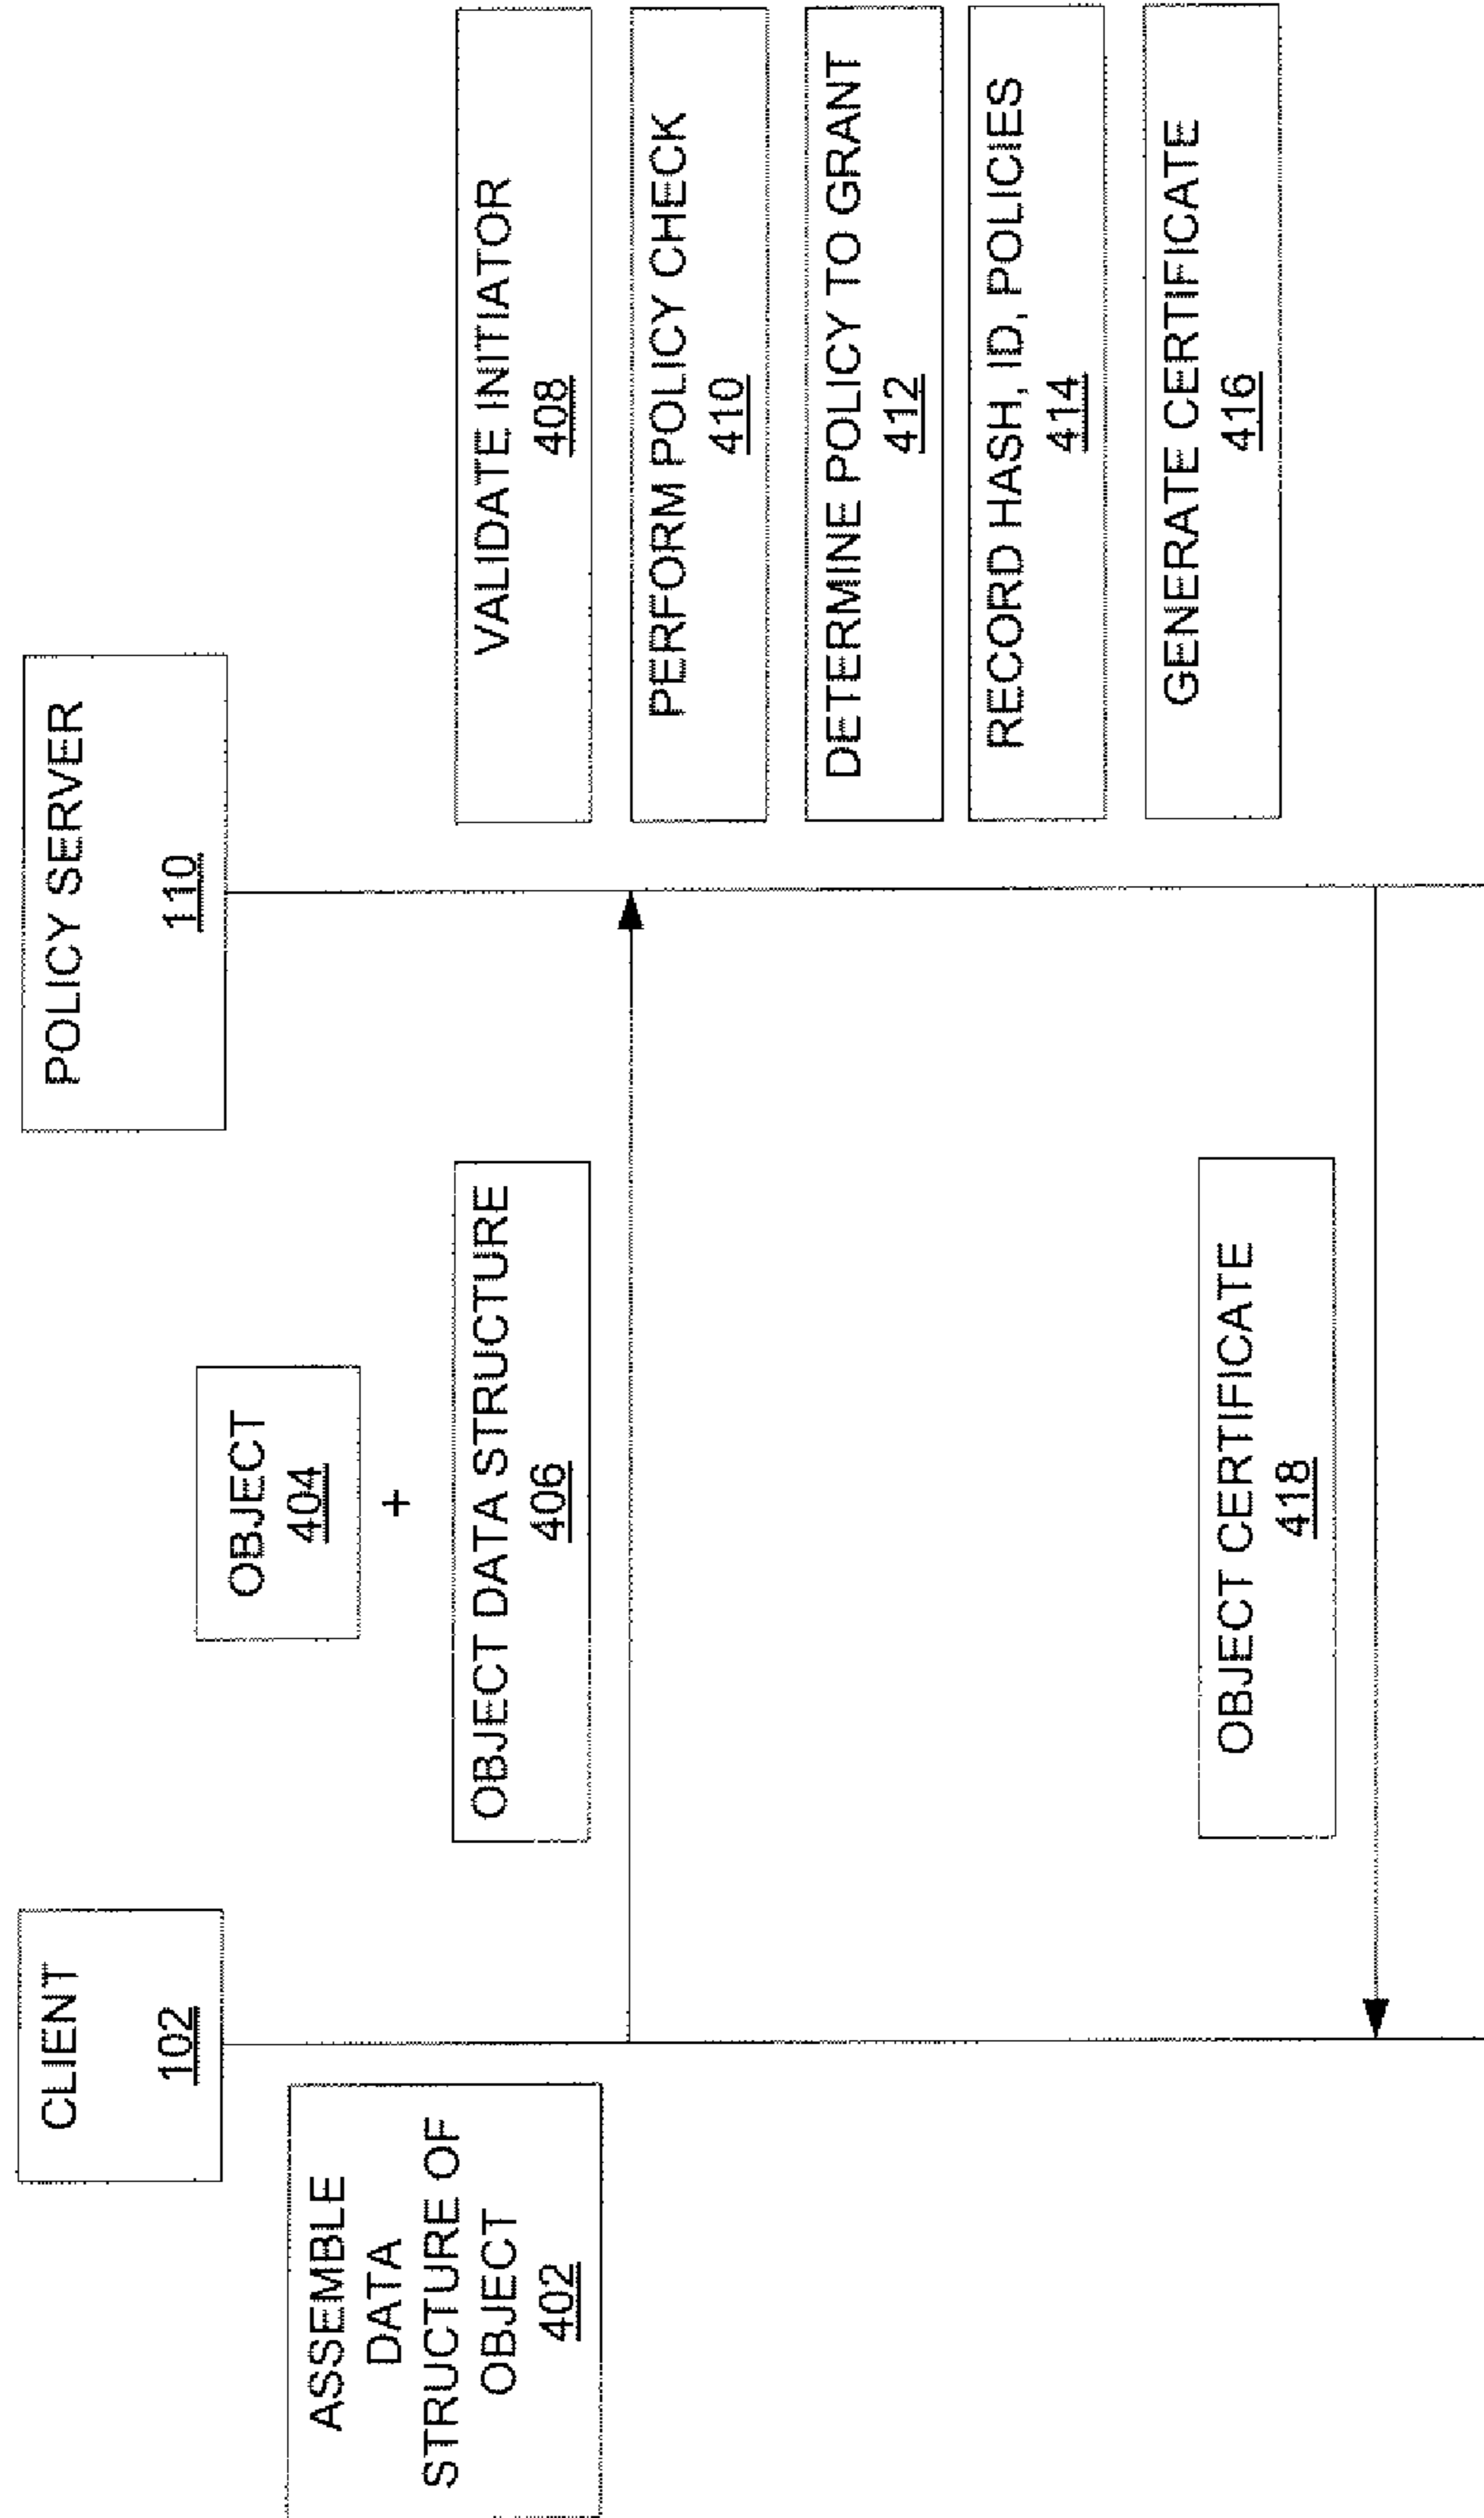 CLIENT
102
POLICY SERVER
110
ASSEMBLE
DATA
STRUCTURE OF
OBJECT
402
OBJECT
404
+
OBJECT DATA STRUCTURE
406
VALIDATE INITIATOR
408
PERFORM POLICY CHECK
410
DETERMINE POLICY TO GRANT
412
RECORD HASH, ID, POLICIES
414
GENERATE CERTIFICATE
416
OBJECT CERTIFICATE
418